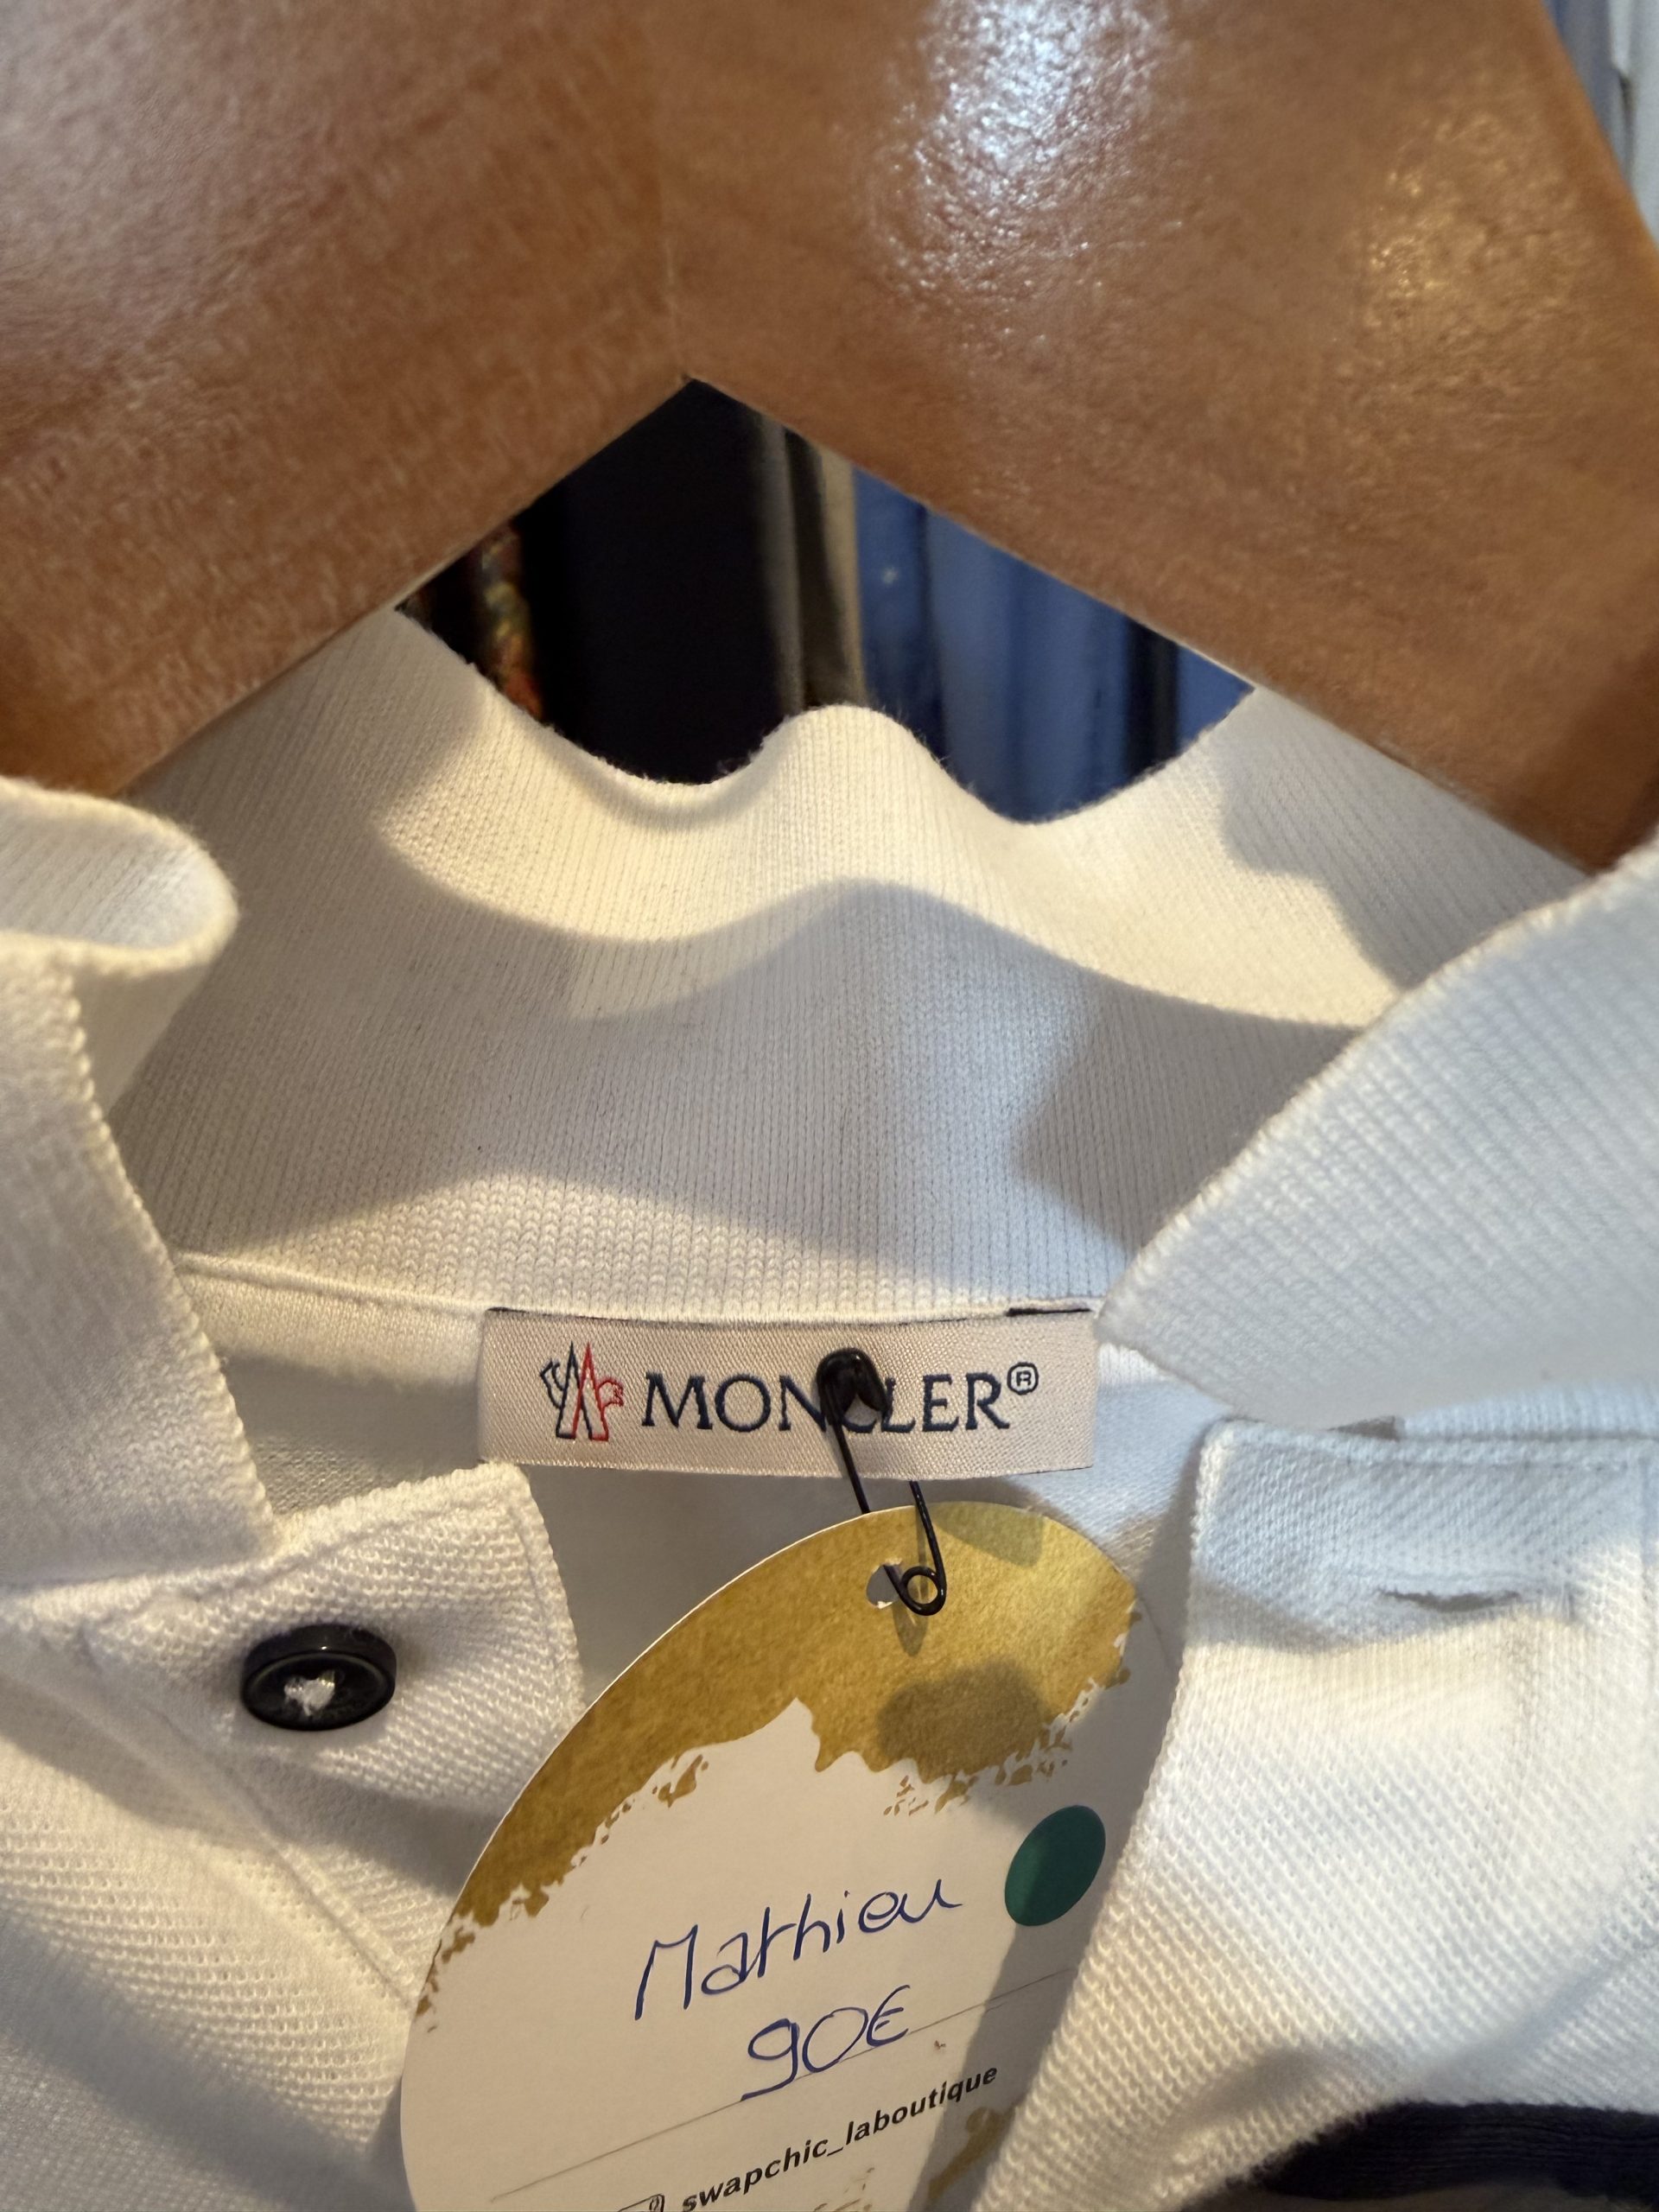 MONCLER®
Mathieu
90€
swapchic_laboutique